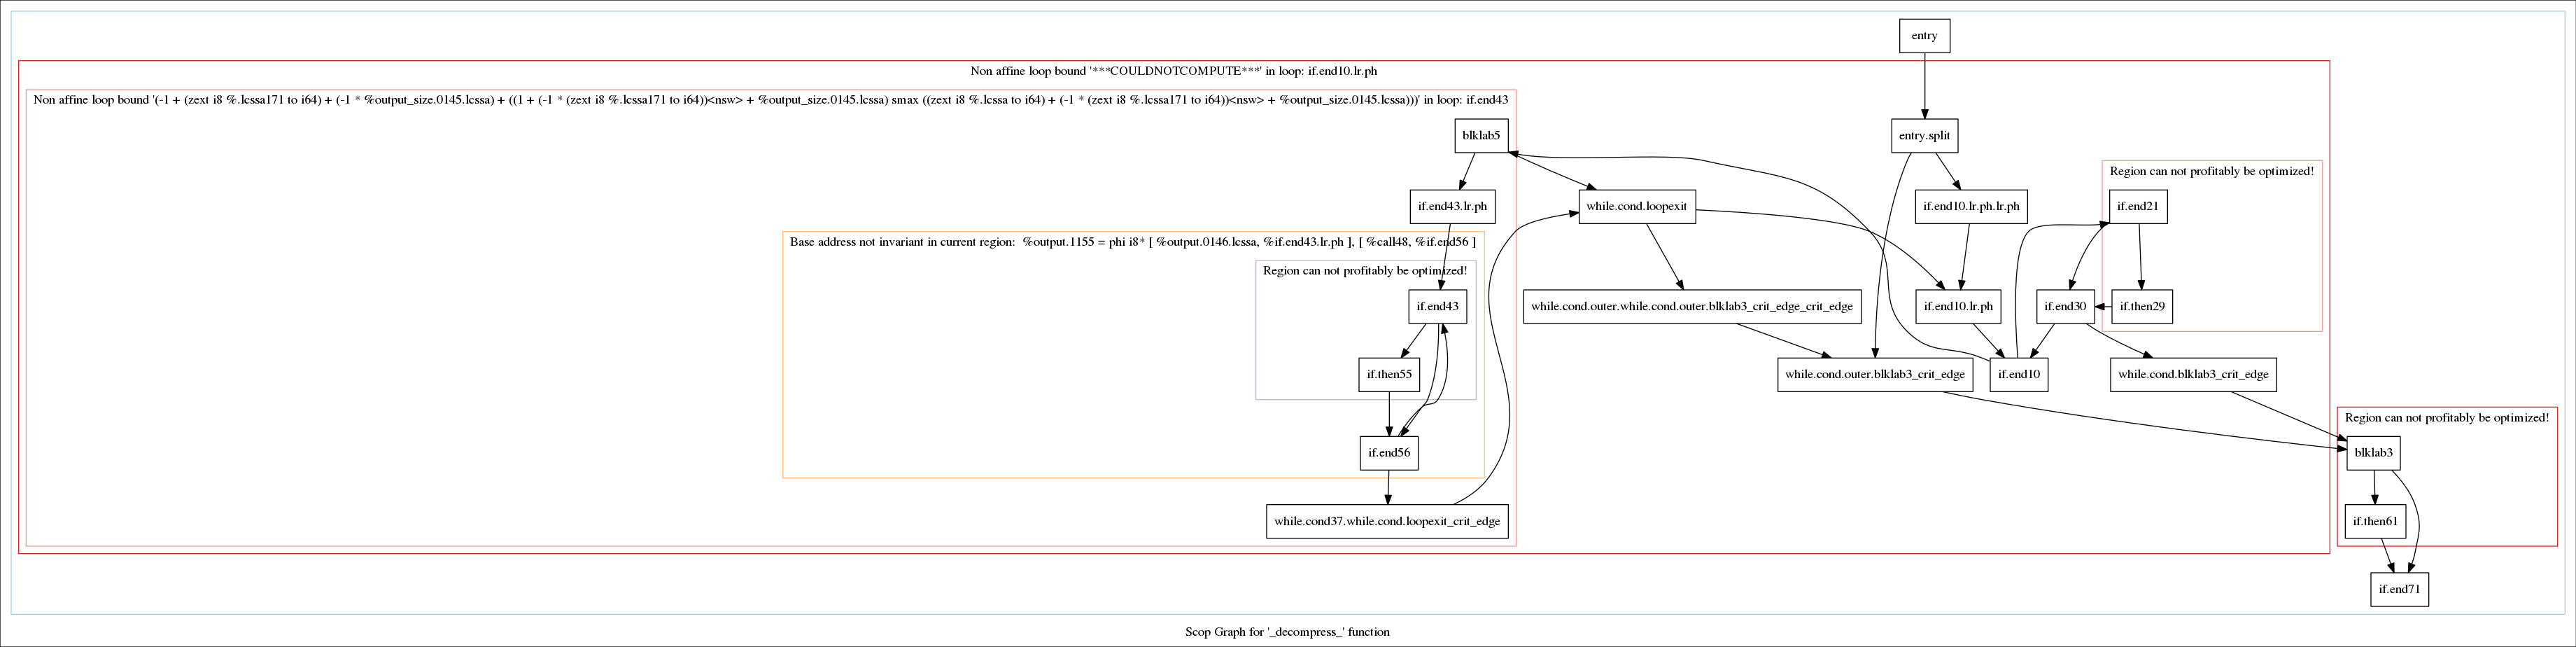 entry
Non affine loop bound '***COULDNOTCOMPUTE***' in loop: if.end10.lr.ph
Non affine loop bound '(-1 + (zext i8 %.lcssa171 to i64) + (-1 * %output_size.0145.lcssa) + ((1 + (-1 * (zext i8 %.lcssa171 to i64))<nsw> + %output_size.0145.lcssa) smax ((zext i8 %.lcssa to i64) + (-1 * (zext i8 %.lcssa171 to i64))<nsw> + %output_size.0145.lcssa)))' in loop: if.end43
blklab5
entry.split
Region can not profitably be optimized!
if.end43.lr.ph
while.cond.loopexit
if.end10.lr.ph.lr.ph
if.end21
Base address not invariant in current region:  %output.1155 = phi i8* [ %output.0146.lcssa, %if.end43.lr.ph ], [ %call48, %if.end56 ]
Region can not profitably be optimized!
if.end43
while.cond.outer.while.cond.outer.blklab3_crit_edge_crit_edge
if.end10.lr.ph
if.end30
if.then29
if.then55
while.cond.outer.blklab3_crit_edge
if.end10
while.cond.blklab3_crit_edge
Region can not profitably be optimized!
if.end56
blklab3
while.cond37.while.cond.loopexit_crit_edge
if.then61
if.end71
Scop Graph for '_decompress_' function